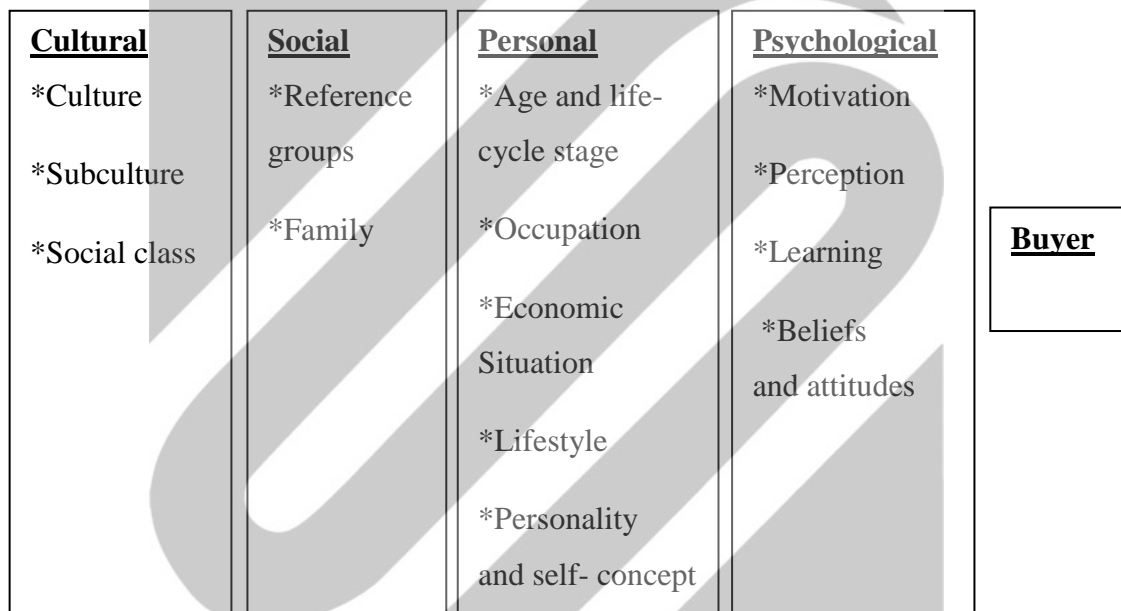 Cultural
*Culture
*Subculture
*Social class
Social
*Reference
groups
*Family
Personal
*Age and life-
cycle stage
*Occupation
*Economic
Situation
*Lifestyle
*Personality
and self- concept
Psychological
*Motivation
*Perception
*Learning
*Beliefs
and attitudes
Buyer